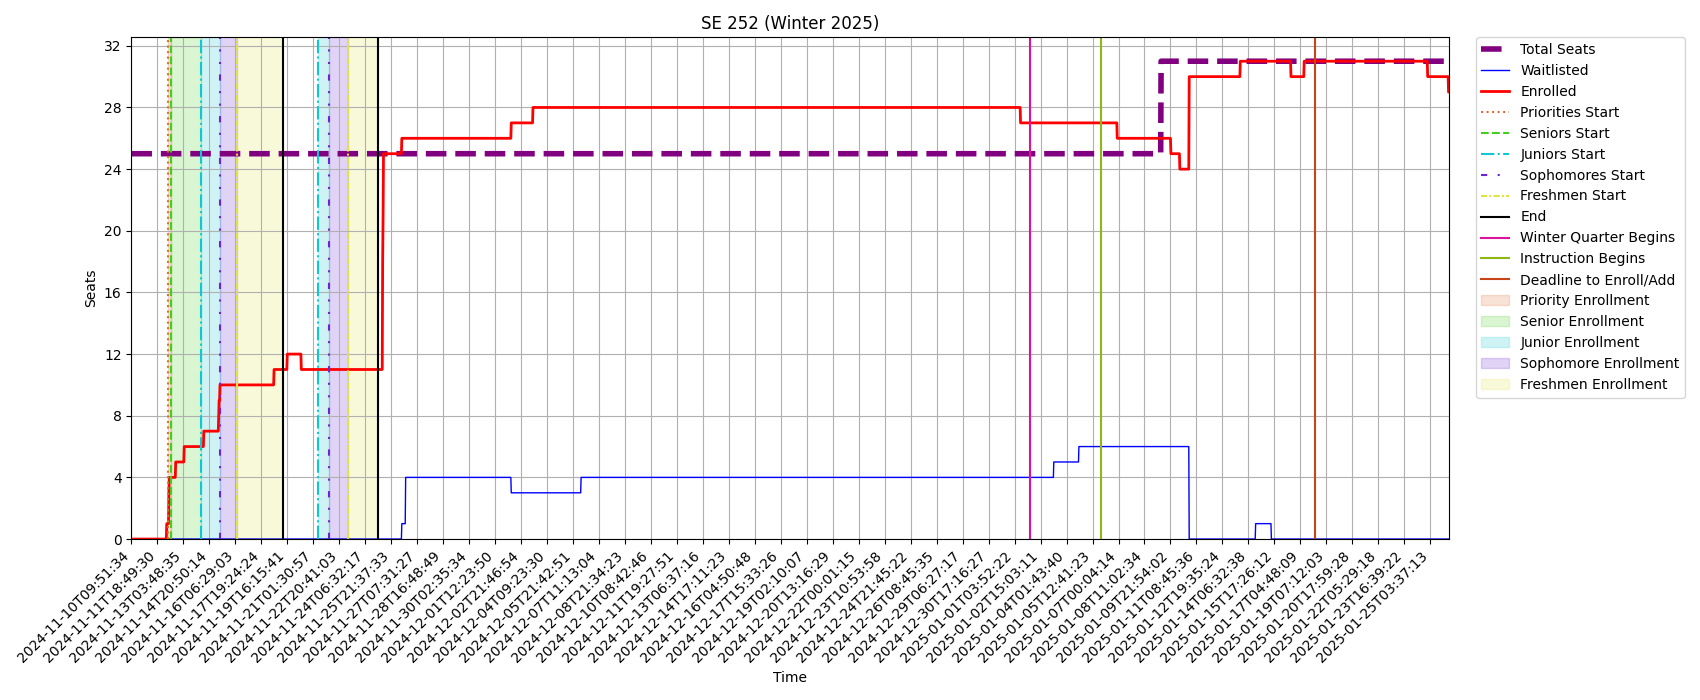 SE 252 (Winter 2025)
Seats
32
28
24
20
16
12
8
4
0
2024-11-10T09:51:34
2024-11-11T18:49:30
2024-11-13T03:48:35
2024-11-14T20:50:14
2024-11-16T06:29:03
2024-11-17T19:24:24
2024-11-19T16:15:41
2024-11-21T01:30:57
2024-11-22T20:41:03
2024-11-24T06:32:17
2024-11-25T21:37:33
2024-11-27T07:31:27
2024-11-28T16:48:49
2024-11-30T02:35:34
2024-12-01T12:23:50
2024-12-02T21:46:54
2024-12-04T09:23:30
2024-12-05T21:42:51
2024-12-07T11:13:04
2024-12-08T21:34:23
2024-12-10T08:42:46
2024-12-11T19:27:51
2024-12-13T06:37:16
2024-12-14T17:11:23
2024-12-16T04:50:48
2024-12-17T15:33:26
2024-12-19T02:10:07
2024-12-20T13:16:29
2024-12-22T00:01:15
2024-12-23T10:53:58
2024-12-24T21:45:22
2024-12-26T08:45:35
2024-12-29T06:27:17
2024-12-30T17:16:27
2025-01-01T03:52:22
2025-01-02T15:03:11
2025-01-04T01:43:40
2025-01-05T12:41:23
2025-01-07T00:04:14
2025-01-08T11:02:34
2025-01-09T21:54:02
2025-01-11T08:45:36
2025-01-12T19:35:24
2025-01-14T06:32:38
2025-01-15T17:26:12
2025-01-17T04:48:09
2025-01-19T07:12:03
2025-01-20T17:59:28
2025-01-22T05:29:18
2025-01-23T16:39:22
2025-01-25T03:37:13
Time
Total Seats
Waitlisted
Enrolled
Priorities Start
Seniors Start
Juniors Start
Sophomores Start
Freshmen Start
End
Winter Quarter Begins
Instruction Begins
Deadline to Enroll/Add
Priority Enrollment
Senior Enrollment
Junior Enrollment
Sophomore Enrollment
Freshmen Enrollment